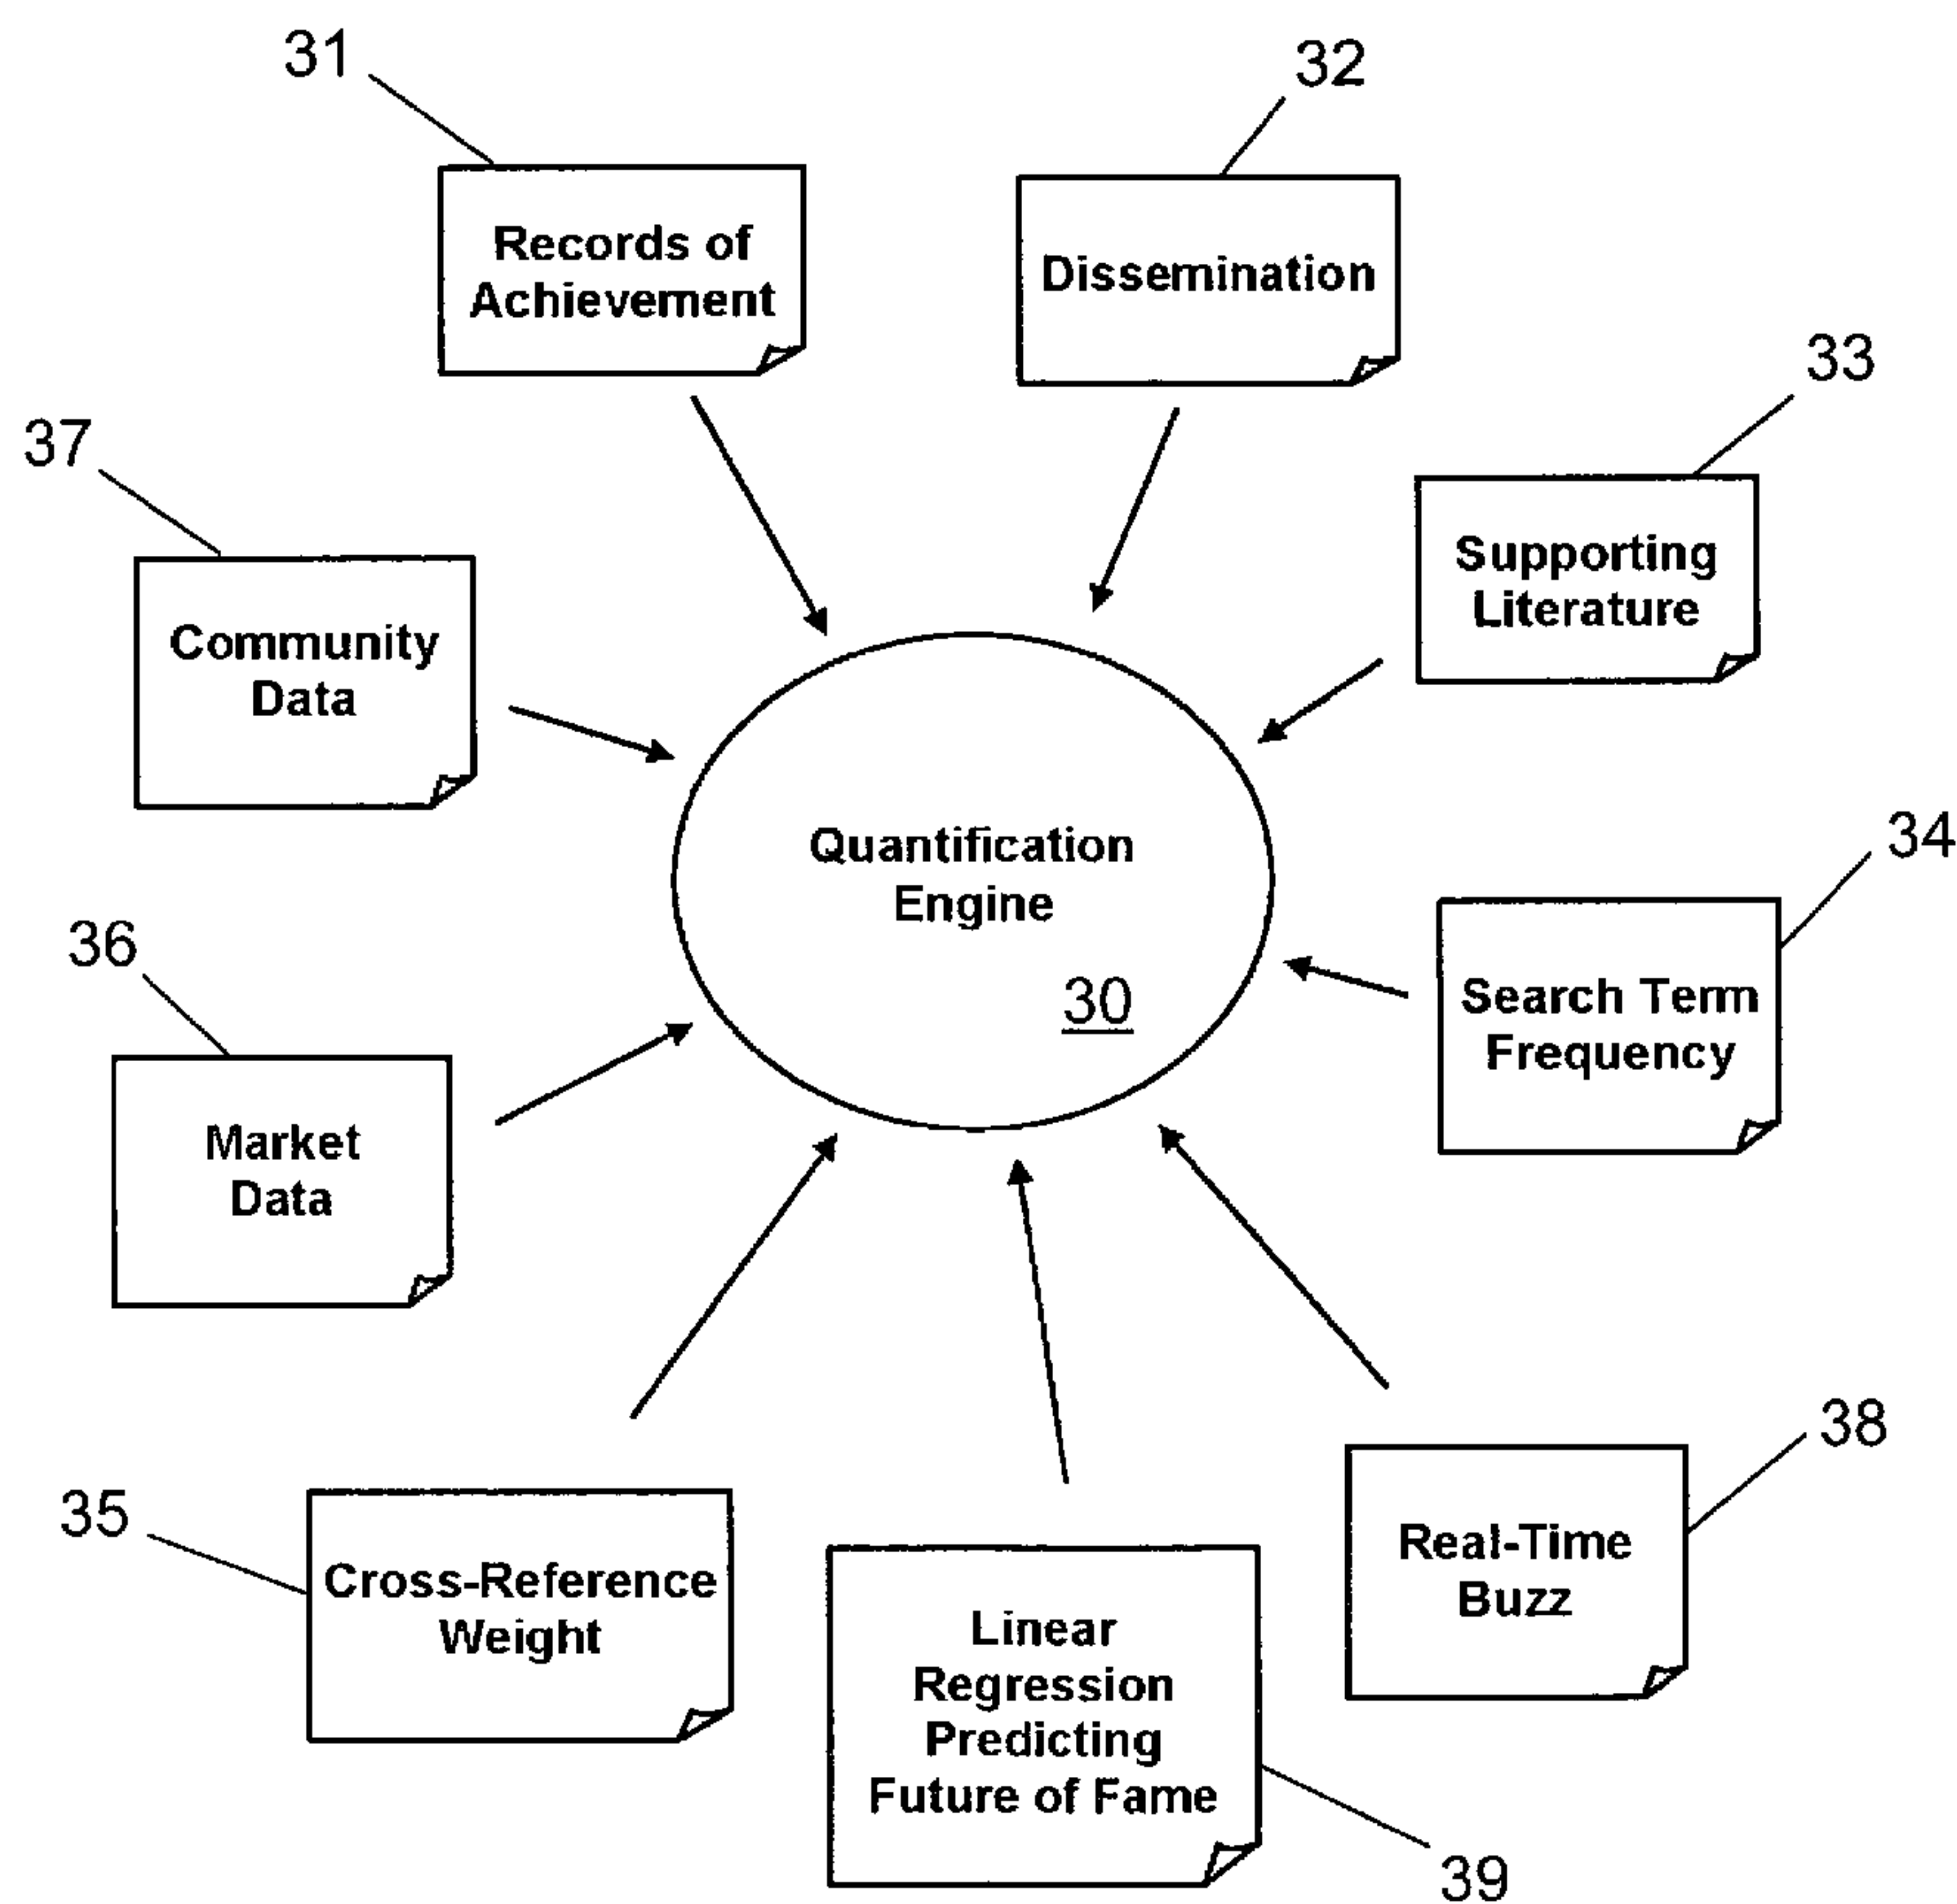 31
32
Records of
Achievement
Dissemination
33
37
Supporting
Literature
Community
Data
34
Quantification
Engine
30
36
Search Term
Frequency
Market
Data
38
35
Real-Time
Buzz
Cross-Reference
Weight
Linear
Regression
Predicting
Future of Fame
39